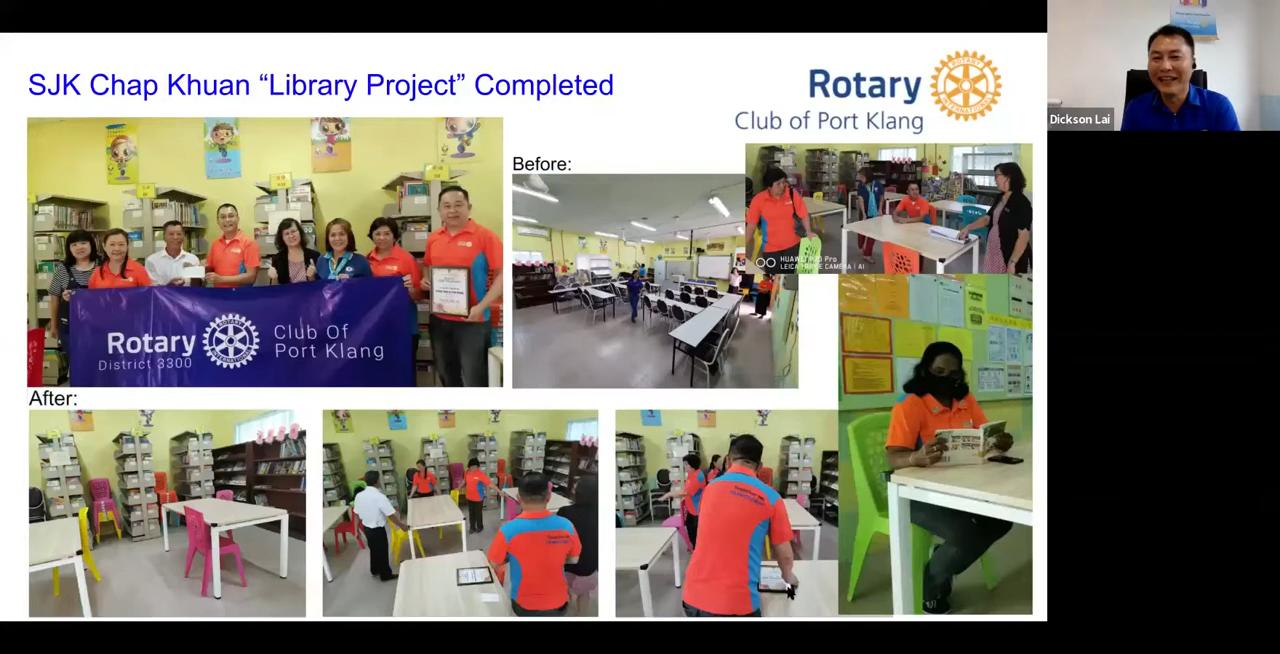 SJK Chap Khuan “Library Project” Completed
Rotary
Club of Port Klang
Dickson Lai
Before:
HUAWEI P20 Pro
LEICA TRIPLE CAMERA | AI
Rotary
District 3300
Club Of
Port Klang
After: